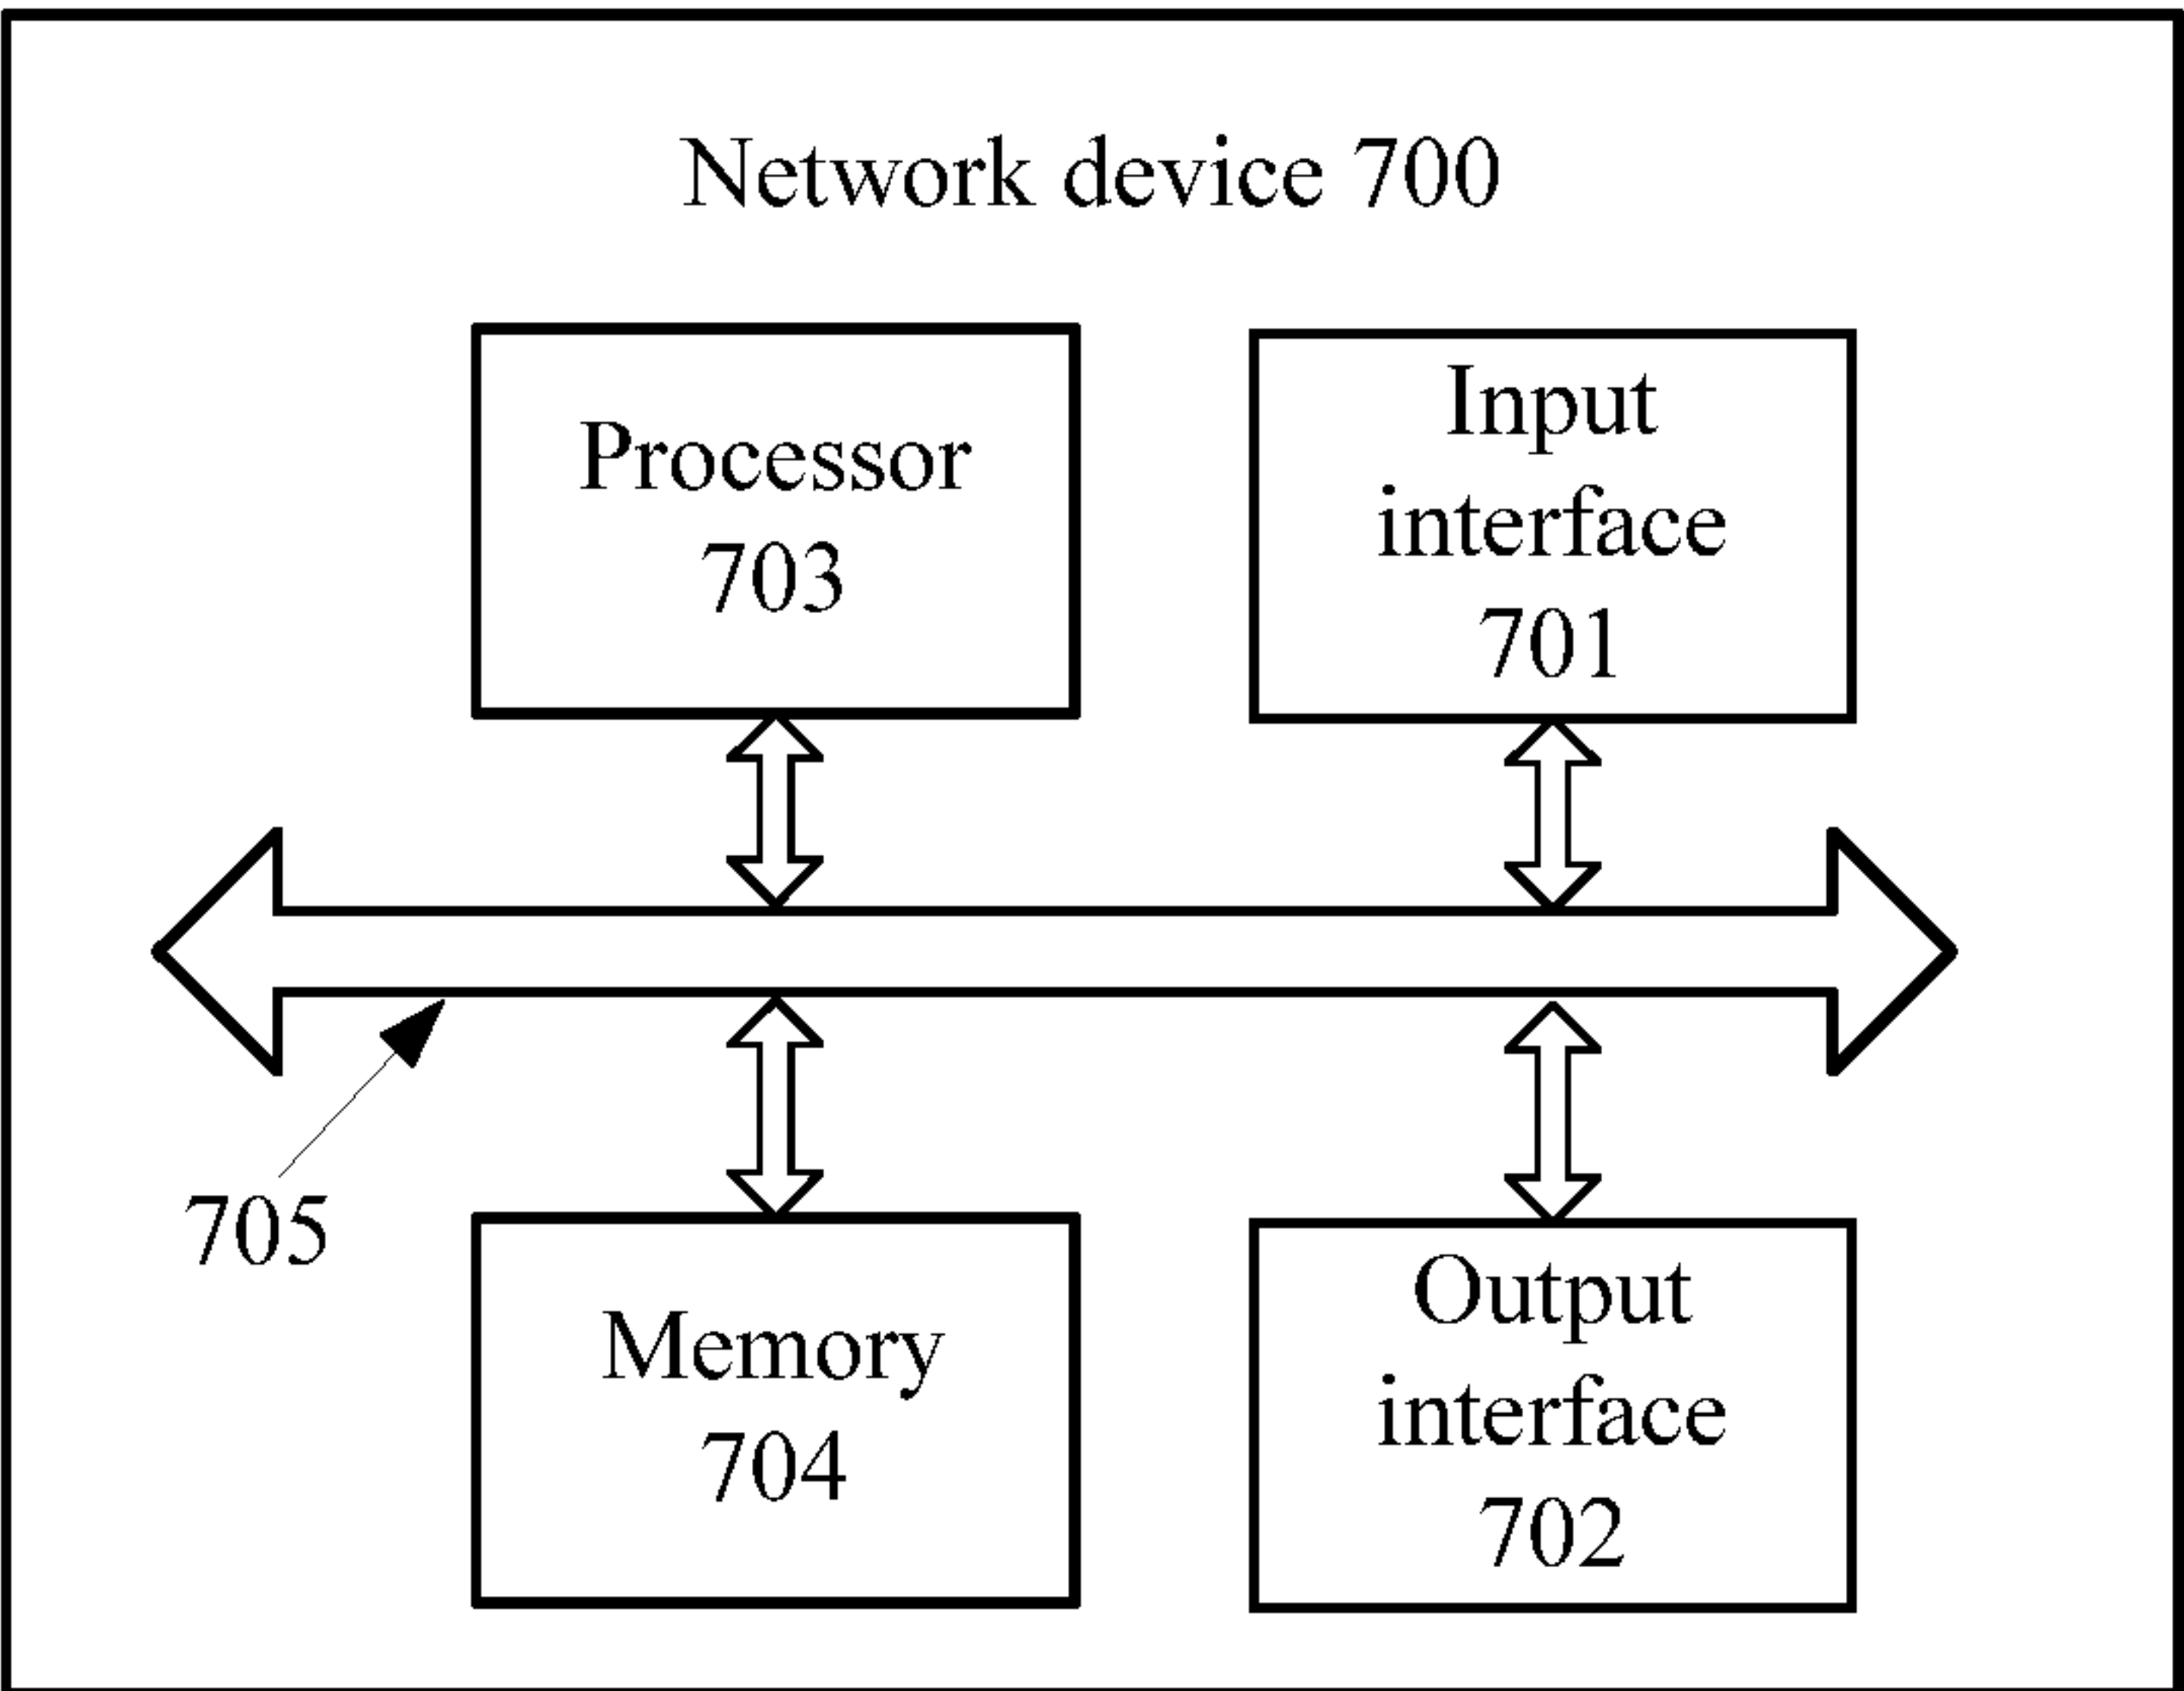 Network device 700
Processor
703
Input
interface
701
705
Memory
704
Output
interface
702